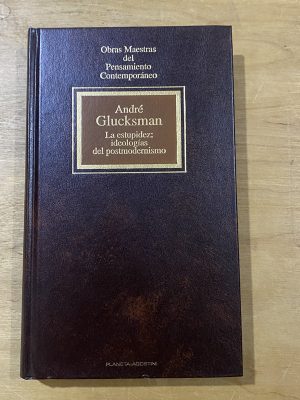 Obras Maestras
del
Pensamiento
Contemporáneo
André
Glucksman
La estupidez:
ideologías
del postmodernismo
PLANETA-AGOSTINI